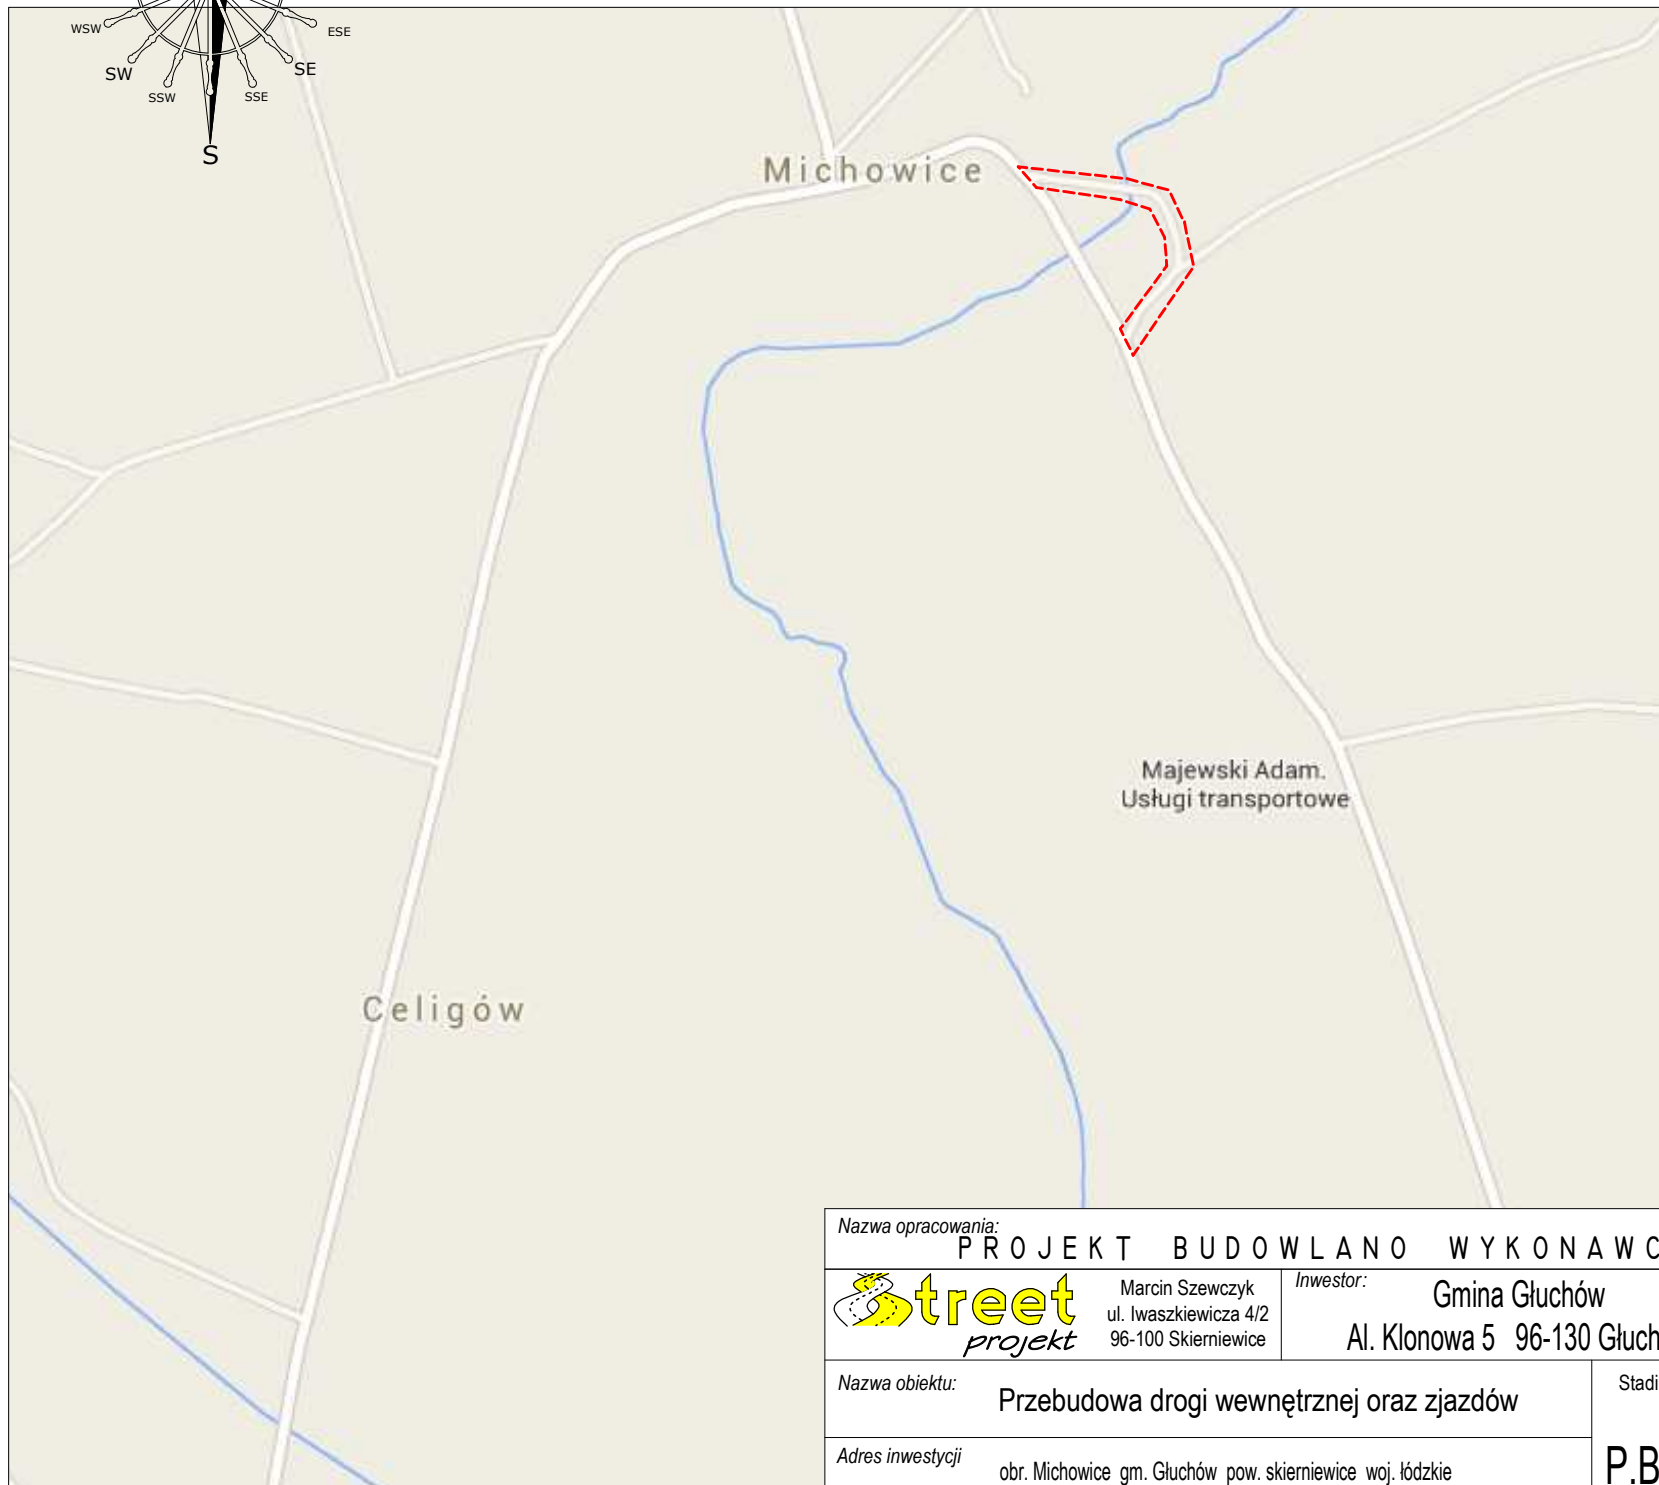 WSW
ESE
SW
SE
SSW
SSE
S
Michowice
Majewski Adam.
Usługi transportowe
Celigów
Nazwa opracowania:
PROJEKT BUDOWLANO WYKONAWC
Street
projekt
Marcin Szewczyk
ul. Iwaszkiewicza 4/2
96-100 Skierniewice
Inwestor:
Gmina Głuchów
Al. Klonowa 5 96-130 Głuch
Nazwa obiektu:
Przebudowa drogi wewnętrznej oraz zjazdów
Stadi
Adres inwestycji
obr. Michowice gm. Głuchów pow. skierniewice woj. łódzkie
P.B